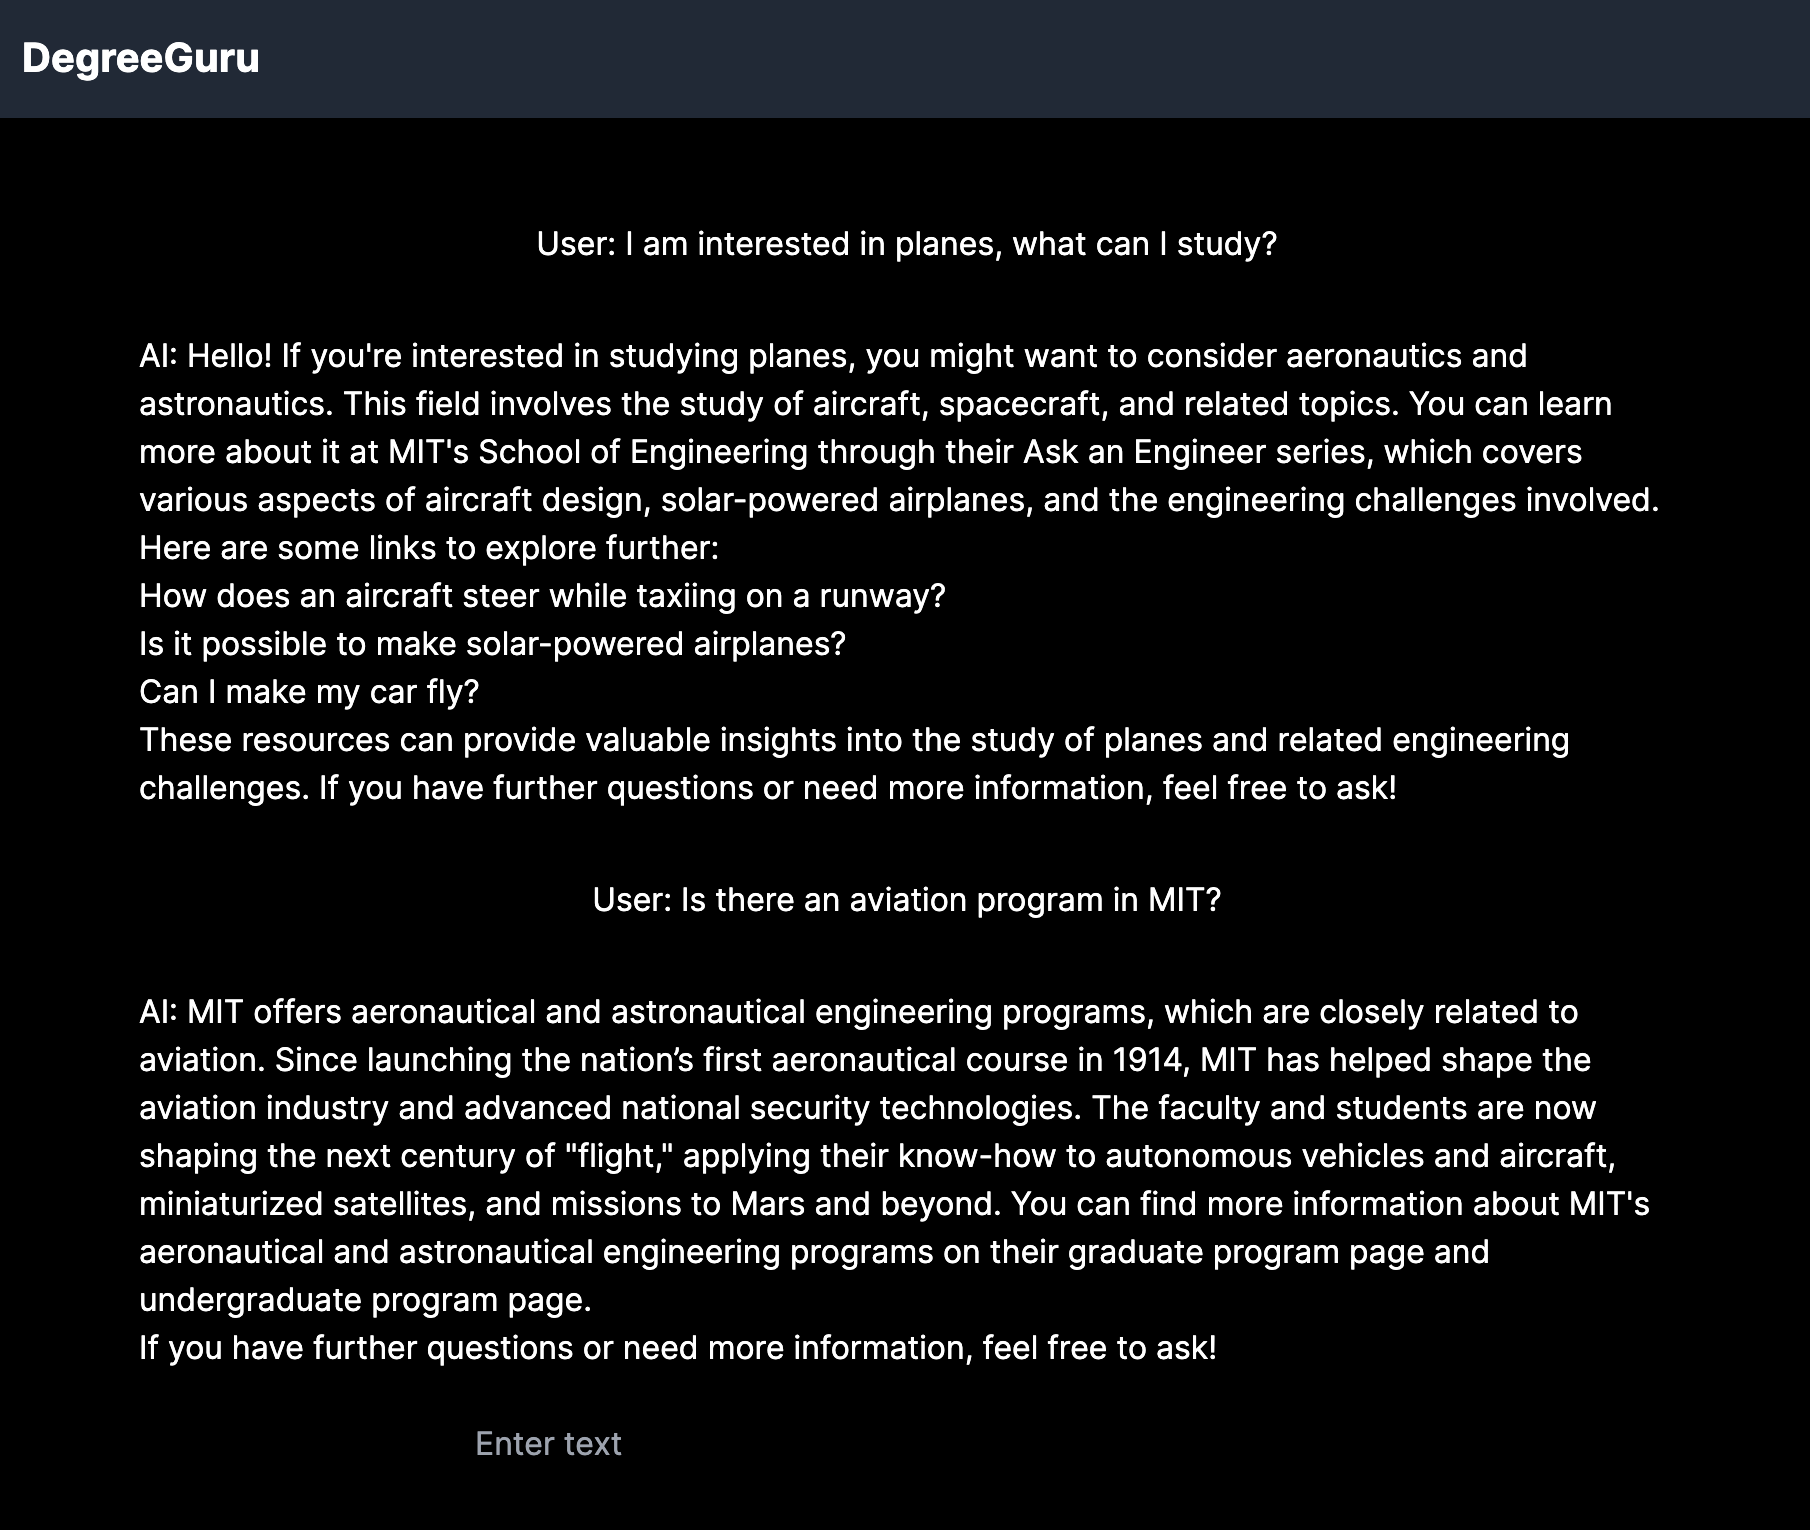 DegreeGuru
User: I am interested in planes, what can I study?
AI: Hello! If you're interested in studying planes, you might want to consider aeronautics and
astronautics. This field involves the study of aircraft, spacecraft, and related topics. You can learn
more about it at MIT's School of Engineering through their Ask an Engineer series, which covers
various aspects of aircraft design, solar-powered airplanes, and the engineering challenges involved.
Here are some links to explore further:
How does an aircraft steer while taxiing on a runway?
Is it possible to make solar-powered airplanes?
Can I make my car fly?
These resources can provide valuable insights into the study of planes and related engineering
challenges. If you have further questions or need more information, feel free to ask!
User: Is there an aviation program in MIT?
AI: MIT offers aeronautical and astronautical engineering programs, which are closely related to
aviation. Since launching the nation’s first aeronautical course in 1914, MIT has helped shape the
aviation industry and advanced national security technologies. The faculty and students are now
shaping the next century of "flight," applying their know-how to autonomous vehicles and aircraft,
miniaturized satellites, and missions to Mars and beyond. You can find more information about MIT's
aeronautical and astronautical engineering programs on their graduate program page and
undergraduate program page.
If you have further questions or need more information, feel free to ask!
Enter text